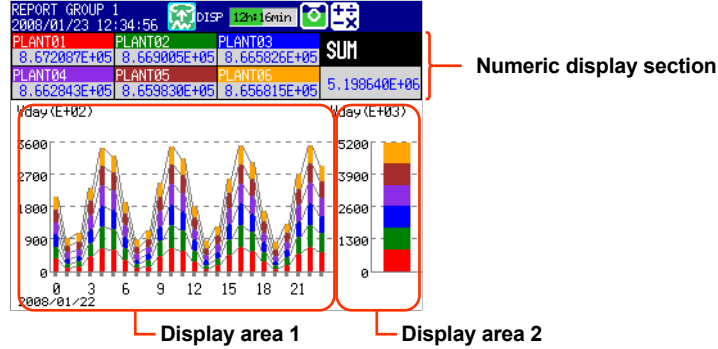 REPORT GROUP 1
2008/01/23 12:34:56 DISP 12h:16min
PLANT01 PLANT02 PLANT03 SUM
8.672087E+05 8.669005E+05 8.665826E+05
PLANT04 PLANT05 PLANT06
8.662843E+05 8.659830E+05 8.656815E+05 5.198640E+06
Numeric display section
Wday(E+02) Wday(E+03)
3600 5200
2700 3900
1800 2600
900 1300
0 0
0 3 6 9 12 15 18 21
2008/01/22
Display area 1 Display area 2